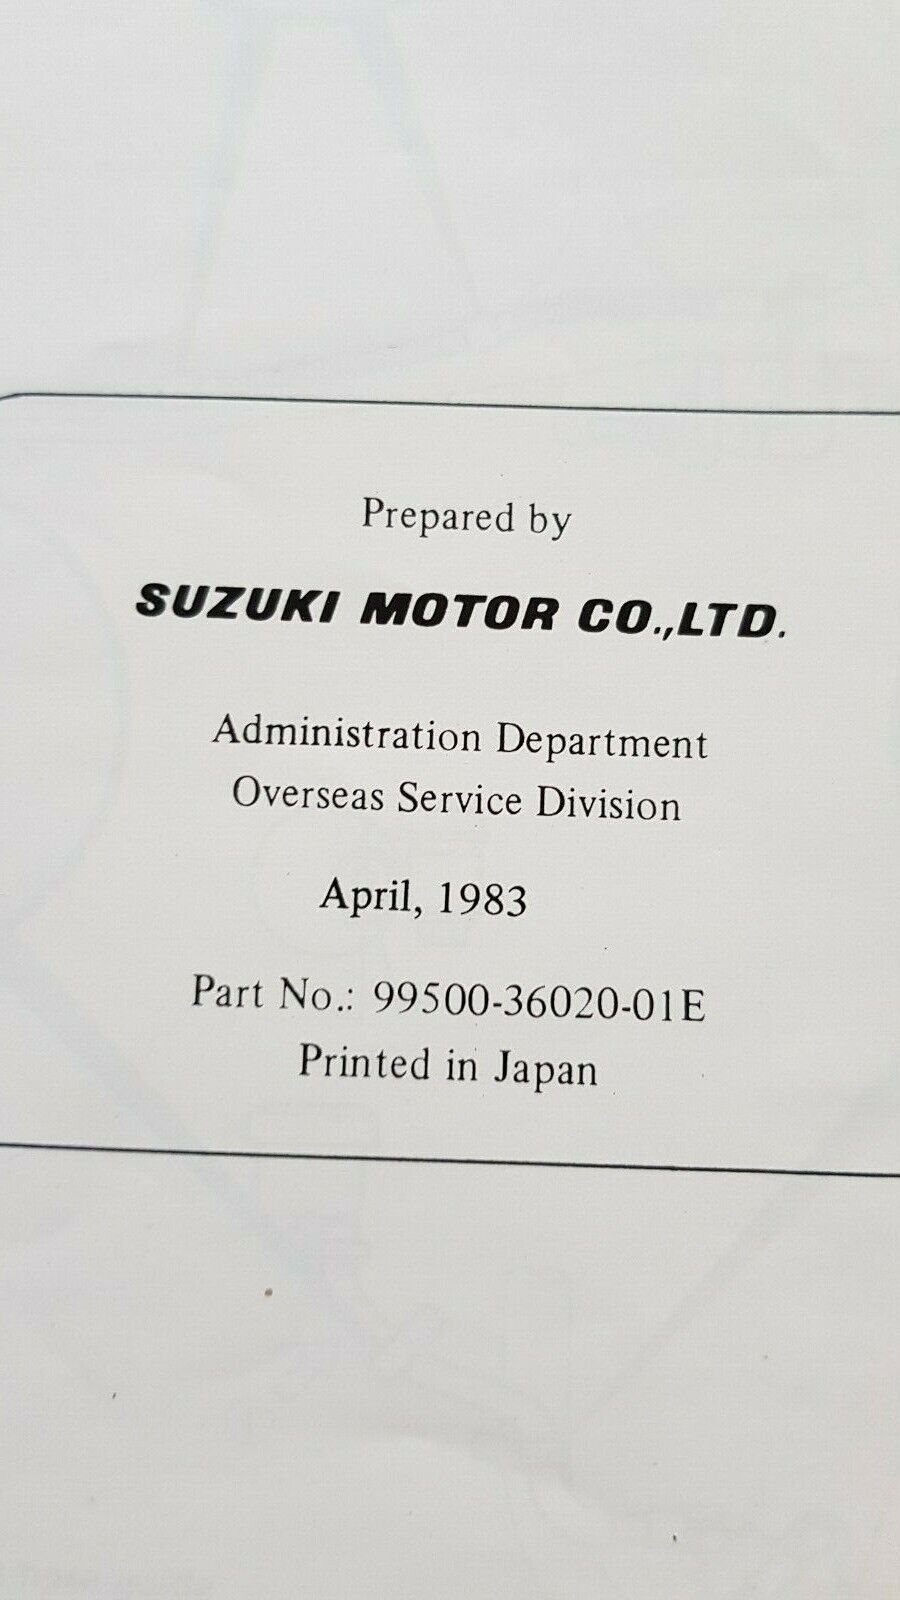 Prepared by
SUZUKI MOTOR CO.,LTD.
Administration Department
Overseas Service Division
April, 1983
Part No.: 99500-36020-01E
Printed in Japan